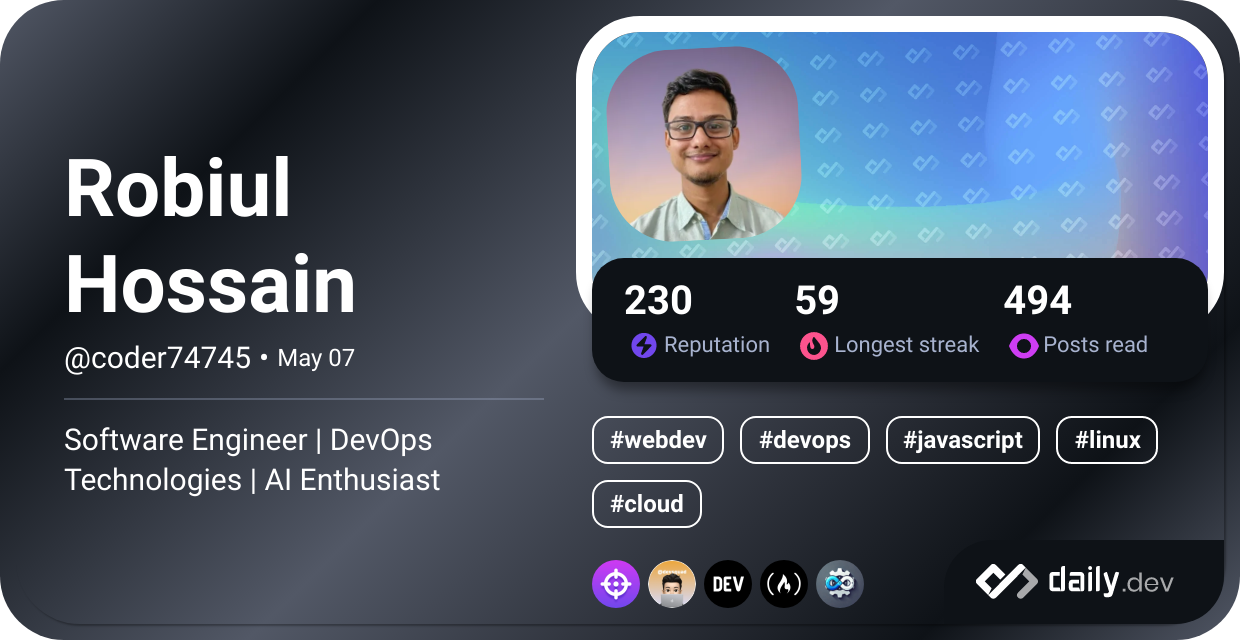 Robiul
Hossain
@coder74745 • May 07
Software Engineer | DevOps
Technologies | AI Enthusiast
230 59 494
Reputation Longest streak Posts read
#webdev #devops #javascript #linux
#cloud
DEV
daily.dev